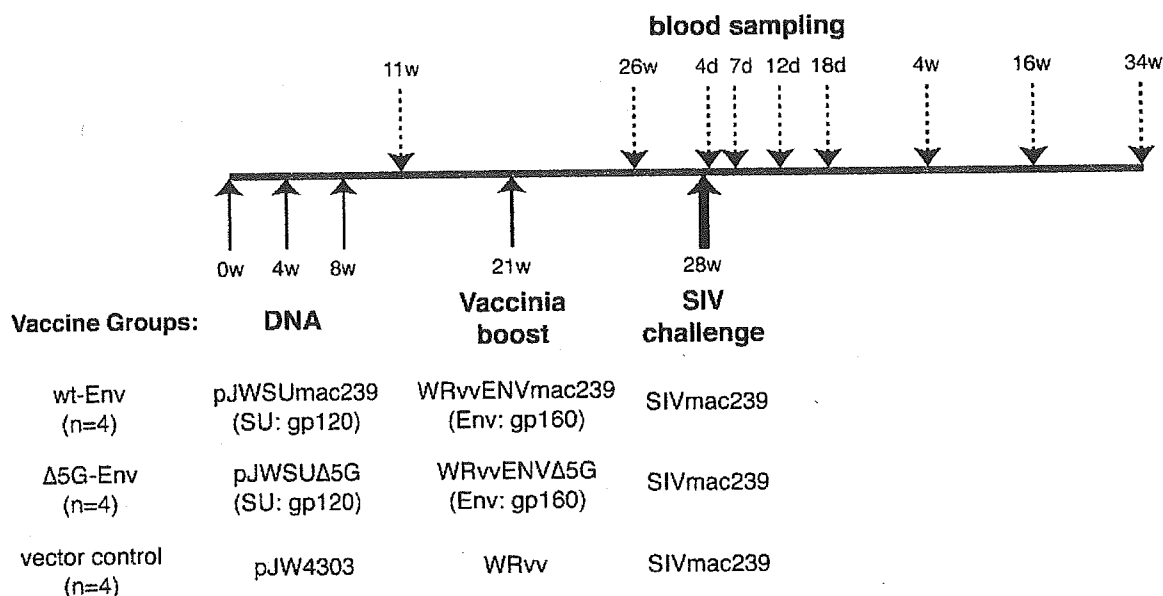 blood sampling
11w 26w 4d 7d 12d 18d 4w 16w 34w
0w 4w 8w 21w 28w
Vaccine Groups: DNA Vaccinia boost SIV challenge
wt-Env (n=4) pJWSUmac239 (SU: gp120) WRvvENVmac239 (Env: gp160) SIVmac239
Δ5G-Env (n=4) pJWSUΔ5G (SU: gp120) WRvvENVΔ5G (Env: gp160) SIVmac239
vector control (n=4) pJW4303 WRvv SIVmac239